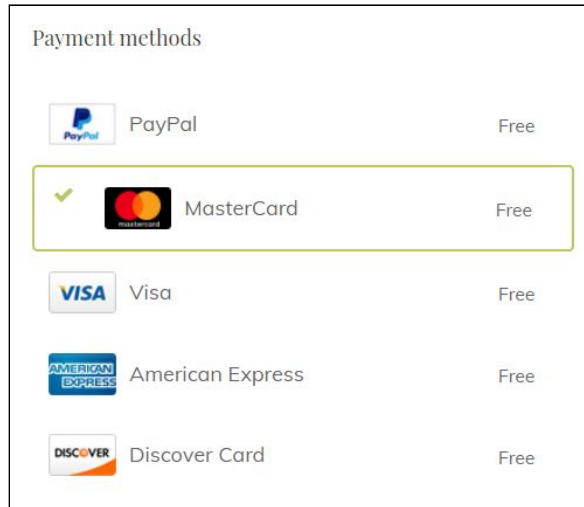 Payment methods
PayPal PayPal Free
mastercard MasterCard Free
VISA Visa Free
AMERICAN
EXPRESS American Express Free
DISCOVER Discover Card Free